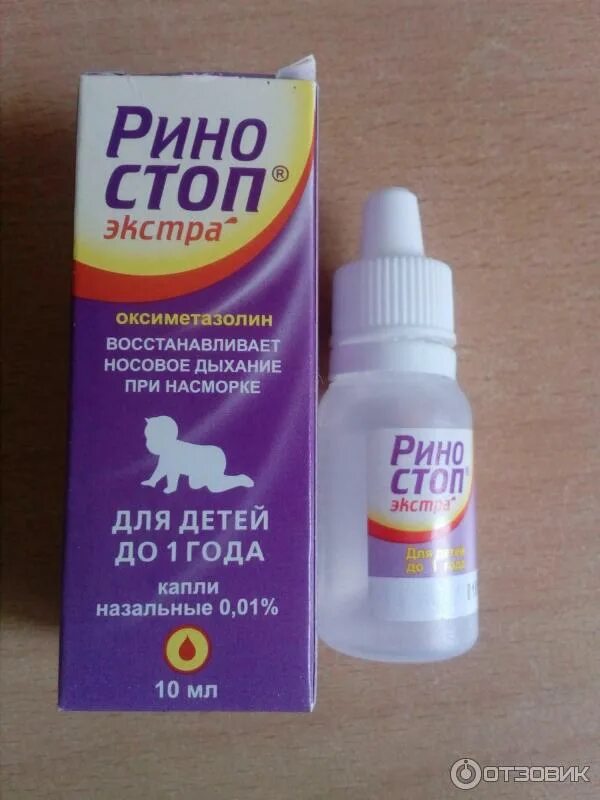 РИНО
СТОП®
экстра
оксиметазолин
ВОССТАНАВЛИВАЕТ
НОСОВОЕ ДЫХАНИЕ
ПРИ НАСМОРКЕ
ДЛЯ ДЕТЕЙ
ДО 1 ГОДА
капли
назальные 0,01%
10 мл
РИНО
СТОП®
экстра
Для детей
до 1 года
ОТЗОВИК